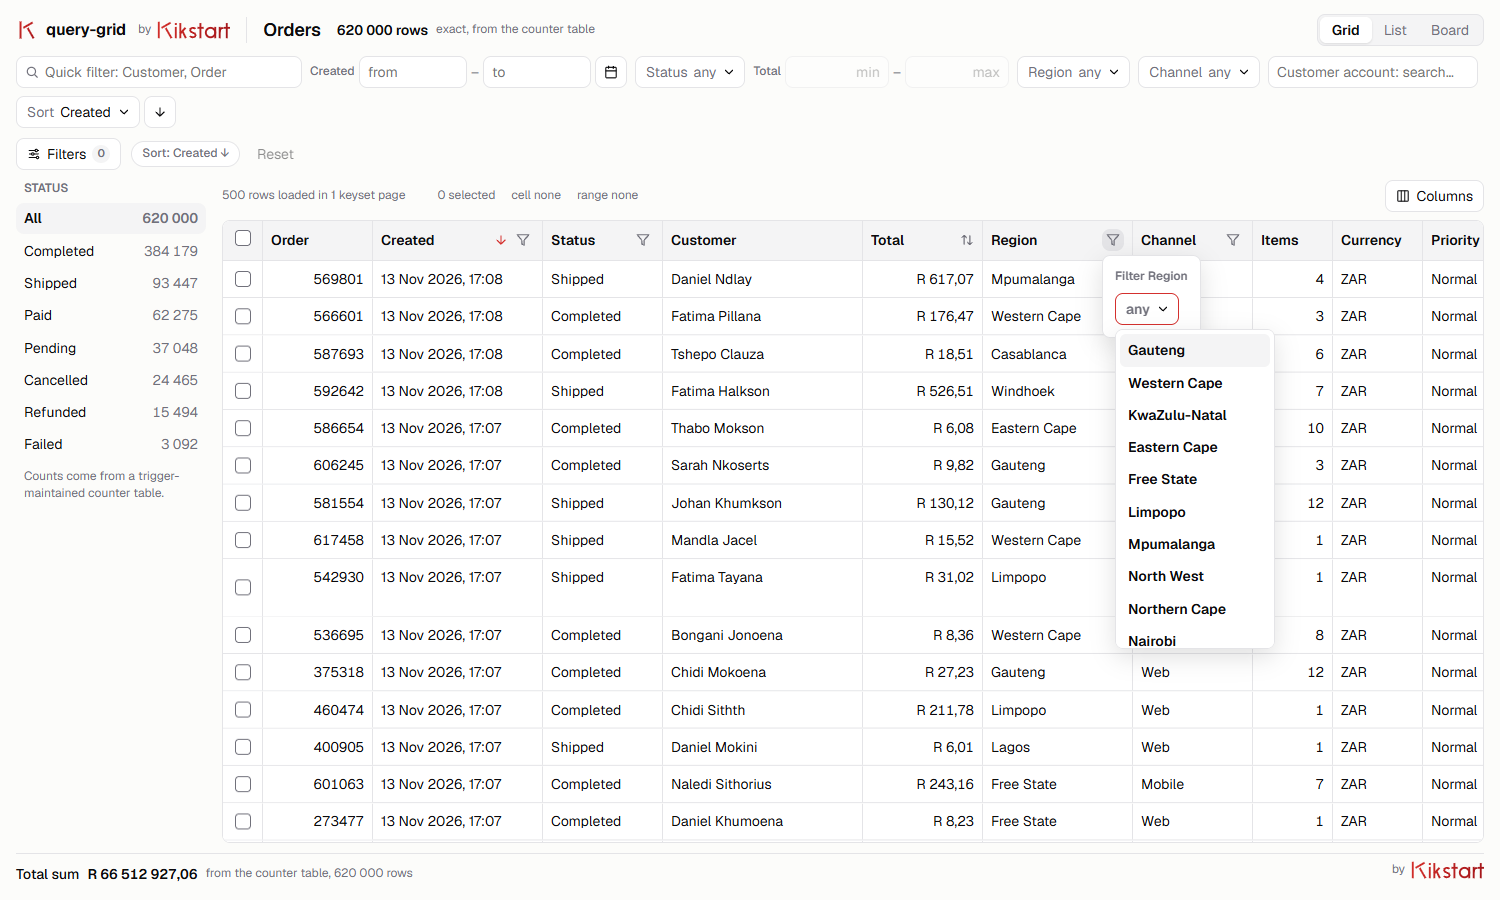 query-grid by Kikstart Orders 620 000 rows exact, from the counter table Grid List Board
Quick filter: Customer, Order Created from – to Status any Total min – max Region any Channel any Customer account: search...
Sort Created
Filters 0 Sort: Created ↓ Reset
STATUS
All 620 000
Completed 384 179
Shipped 93 447
Paid 62 275
Pending 37 048
Cancelled 24 465
Refunded 15 494
Failed 3 092
Counts come from a trigger-
maintained counter table.
500 rows loaded in 1 keyset page 0 selected cell none range none Columns
Order Created Status Customer Total Region Channel Items Currency Priority
569801 13 Nov 2026, 17:08 Shipped Daniel Ndlay R 617,07 Mpumalanga 4 ZAR Normal
566601 13 Nov 2026, 17:08 Completed Fatima Pillana R 176,47 Western Cape 3 ZAR Normal
587693 13 Nov 2026, 17:08 Completed Tshepo Clauza R 18,51 Casablanca 6 ZAR Normal
592642 13 Nov 2026, 17:08 Shipped Fatima Halkson R 526,51 Windhoek 7 ZAR Normal
586654 13 Nov 2026, 17:07 Completed Thabo Mokson R 6,08 Eastern Cape 10 ZAR Normal
606245 13 Nov 2026, 17:07 Completed Sarah Nkoserts R 9,82 Gauteng 3 ZAR Normal
581554 13 Nov 2026, 17:07 Shipped Johan Khumkson R 130,12 Gauteng 12 ZAR Normal
617458 13 Nov 2026, 17:07 Shipped Mandla Jacel R 15,52 Western Cape 1 ZAR Normal
542930 13 Nov 2026, 17:07 Shipped Fatima Tayana R 31,02 Limpopo 1 ZAR Normal
536695 13 Nov 2026, 17:07 Completed Bongani Jonoena R 8,36 Western Cape 8 ZAR Normal
375318 13 Nov 2026, 17:07 Completed Chidi Mokoena R 27,23 Gauteng Web 12 ZAR Normal
460474 13 Nov 2026, 17:07 Completed Chidi Sithth R 211,78 Limpopo Web 1 ZAR Normal
400905 13 Nov 2026, 17:07 Shipped Daniel Mokini R 6,01 Lagos Web 1 ZAR Normal
601063 13 Nov 2026, 17:07 Completed Naledi Sithorius R 243,16 Free State Mobile 7 ZAR Normal
273477 13 Nov 2026, 17:07 Completed Daniel Khumoena R 8,23 Free State Web 1 ZAR Normal
Filter Region
any
Gauteng
Western Cape
KwaZulu-Natal
Eastern Cape
Free State
Limpopo
Mpumalanga
North West
Northern Cape
Nairobi
Total sum R 66 512 927,06 from the counter table, 620 000 rows by Kikstart